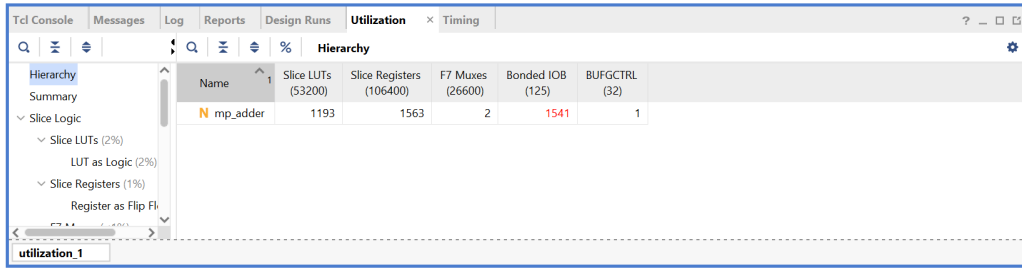 Tcl Console Messages Log Reports Design Runs Utilization × Timing ?
% Hierarchy
Hierarchy
Summary
Slice Logic
Slice LUTs (2%)
LUT as Logic (2%)
Slice Registers (1%)
Register as Flip Fl
Name 1 Slice LUTs (53200) Slice Registers (106400) F7 Muxes (26600) Bonded IOB (125) BUFGCTRL (32)
N mp_adder 1193 1563 2 1541 1
utilization_1